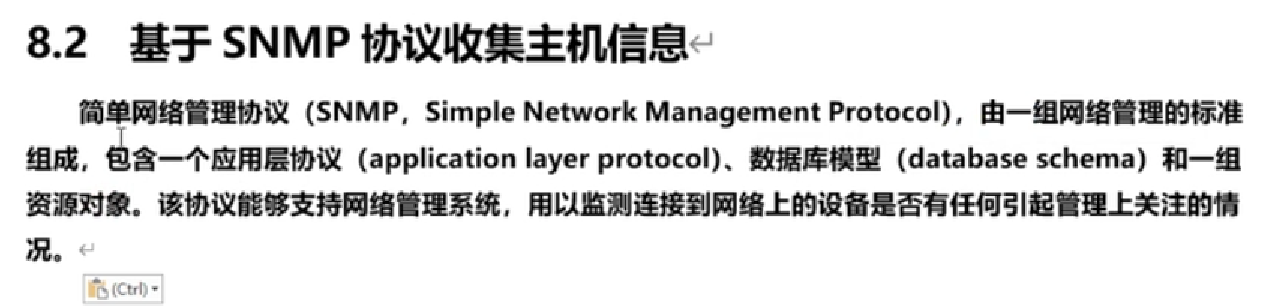 8.2 基于 SNMP 协议收集主机信息
简单网络管理协议（SNMP，Simple Network Management Protocol），由一组网络管理的标准
组成，包含一个应用层协议（application layer protocol）、数据库模型（database schema）和一组
资源对象。该协议能够支持网络管理系统，用以监测连接到网络上的设备是否有任何引起管理上关注的情
况。
(Ctrl)